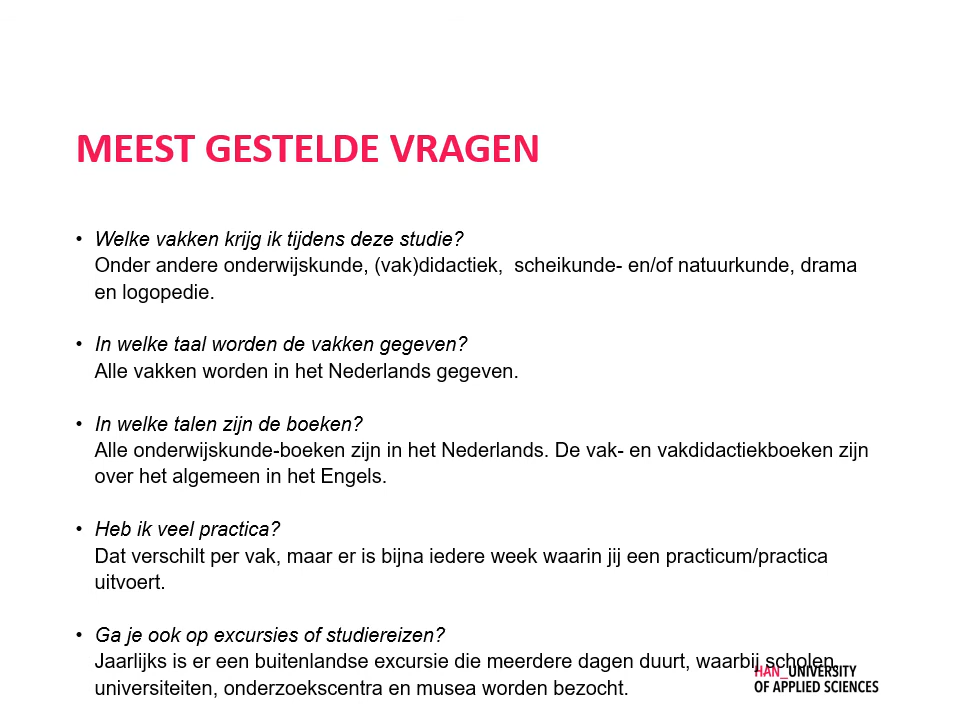 MEEST GESTELDE VRAGEN
• Welke vakken krijg ik tijdens deze studie?
Onder andere onderwijskunde, (vak)didactiek, scheikunde- en/of natuurkunde, drama
en logopedie.
• In welke taal worden de vakken gegeven?
Alle vakken worden in het Nederlands gegeven.
• In welke talen zijn de boeken?
Alle onderwijskunde-boeken zijn in het Nederlands. De vak- en vakdidactiekboeken zijn
over het algemeen in het Engels.
• Heb ik veel practica?
Dat verschilt per vak, maar er is bijna iedere week waarin jij een practicum/practica
uitvoert.
• Ga je ook op excursies of studiereizen?
Jaarlijks is er een buitenlandse excursie die meerdere dagen duurt, waarbij scholen,
universiteiten, onderzoekscentra en musea worden bezocht.
HAN_UNIVERSITY
OF APPLIED SCIENCES